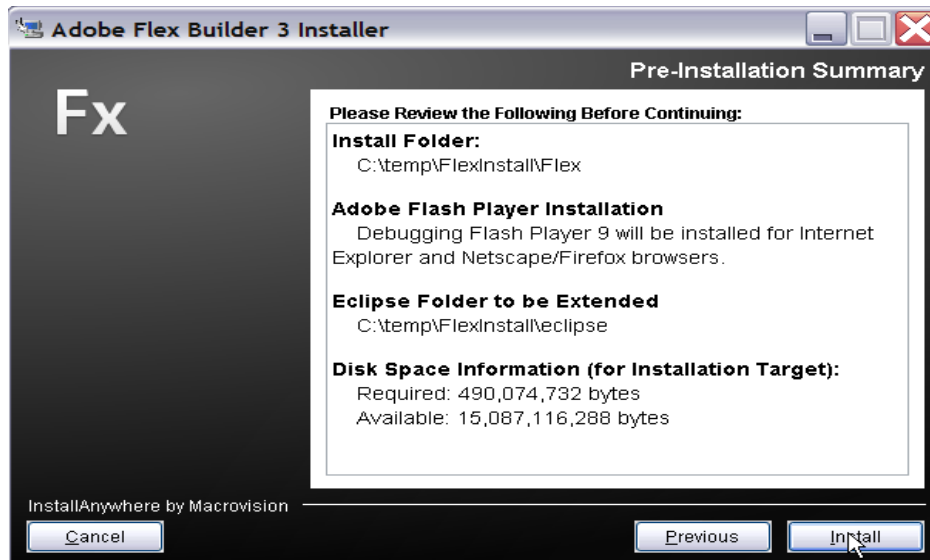 Adobe Flex Builder 3 Installer
Pre-Installation Summary
Fx
Please Review the Following Before Continuing:
Install Folder:
C:\temp\FlexInstall\Flex
Adobe Flash Player Installation
Debugging Flash Player 9 will be installed for Internet
Explorer and Netscape/Firefox browsers.
Eclipse Folder to be Extended
C:\temp\FlexInstall\eclipse
Disk Space Information (for Installation Target):
Required: 490,074,732 bytes
Available: 15,087,116,288 bytes
InstallAnywhere by Macrovision
Cancel
Previous
Install